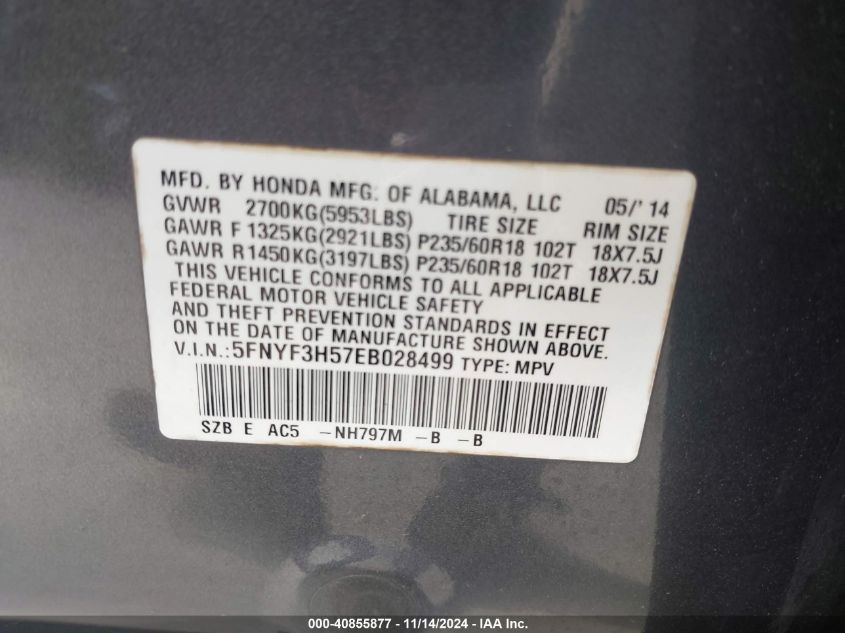 MFD. BY HONDA MFG. OF ALABAMA, LLC 05/' 14
GVWR 2700KG(5953LBS) TIRE SIZE RIM SIZE
GAWR F 1325KG(2921LBS) P235/60R18 102T 18X7.5J
GAWR R1450KG(3197LBS) P235/60R18 102T 18X7.5J
THIS VEHICLE CONFORMS TO ALL APPLICABLE
FEDERAL MOTOR VEHICLE SAFETY
AND THEFT PREVENTION STANDARDS IN EFFECT
ON THE DATE OF MANUFACTURE SHOWN ABOVE.
V.I.N.:5FNYF3H57EB028499 TYPE: MPV
SZB E AC5 -NH797M -B -B
000-40855877 - 11/14/2024 - IAA Inc.